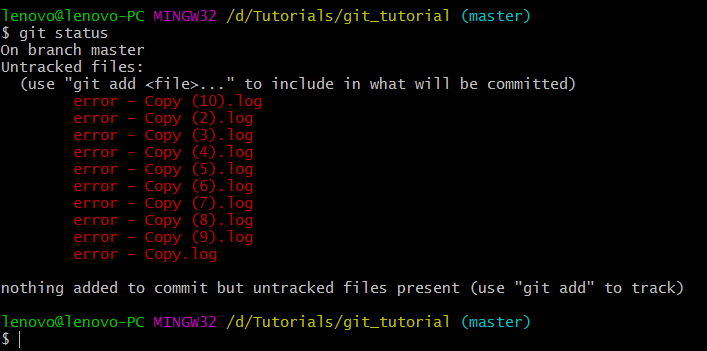 lenovo@lenovo-PC MINGW32 /d/Tutorials/git_tutorial (master)
$ git status
On branch master
Untracked files:
  (use "git add <file>..." to include in what will be committed)
        error - Copy (10).log
        error - Copy (2).log
        error - Copy (3).log
        error - Copy (4).log
        error - Copy (5).log
        error - Copy (6).log
        error - Copy (7).log
        error - Copy (8).log
        error - Copy (9).log
        error - Copy.log

nothing added to commit but untracked files present (use "git add" to track)

lenovo@lenovo-PC MINGW32 /d/Tutorials/git_tutorial (master)
$